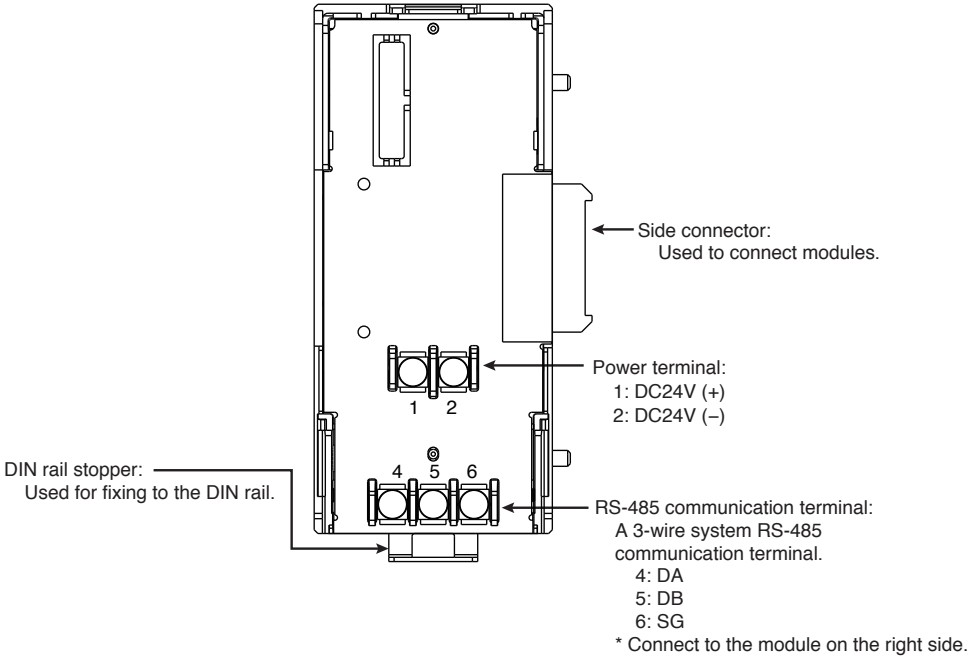 Side connector:
Used to connect modules.
Power terminal:
1: DC24V (+)
2: DC24V (−)
1 2
DIN rail stopper:
Used for fixing to the DIN rail.
4 5 6
RS-485 communication terminal:
A 3-wire system RS-485
communication terminal.
4: DA
5: DB
6: SG
* Connect to the module on the right side.